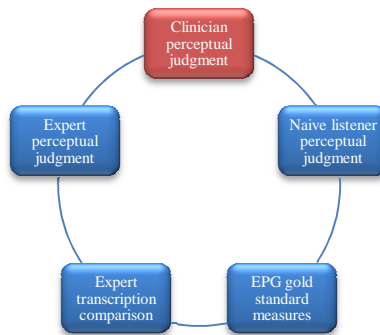 Clinician
perceptual
judgment
Expert
perceptual
judgment
Naive listener
perceptual
judgment
Expert
transcription
comparison
EPG gold
standard
measures